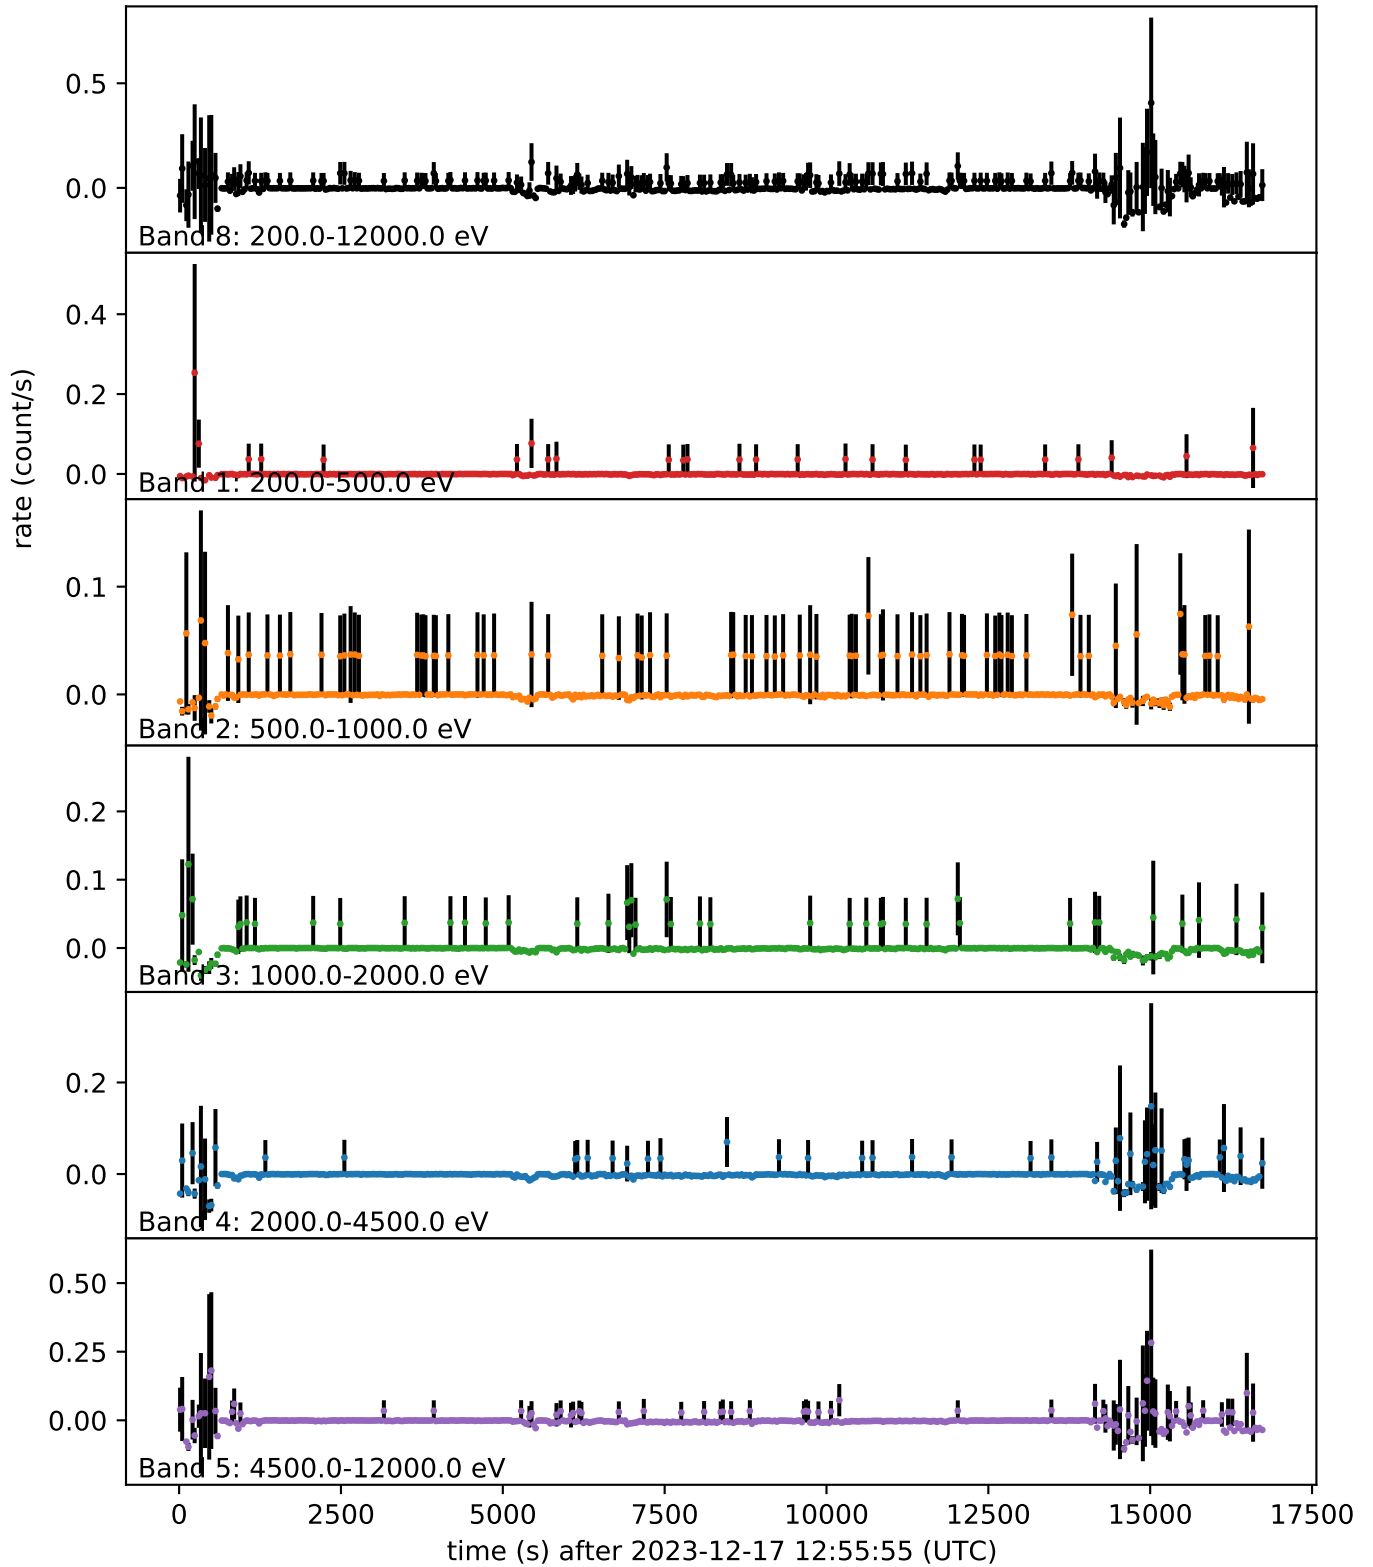 0.5
0.0
Band 8: 200.0-12000.0 eV
0.4
0.2
0.0
Band 1: 200.0-500.0 eV
rate (count/s)
0.1
0.0
Band 2: 500.0-1000.0 eV
0.2
0.1
0.0
Band 3: 1000.0-2000.0 eV
0.2
0.0
Band 4: 2000.0-4500.0 eV
0.50
0.25
0.00
Band 5: 4500.0-12000.0 eV
0 2500 5000 7500 10000 12500 15000 17500
time (s) after 2023-12-17 12:55:55 (UTC)